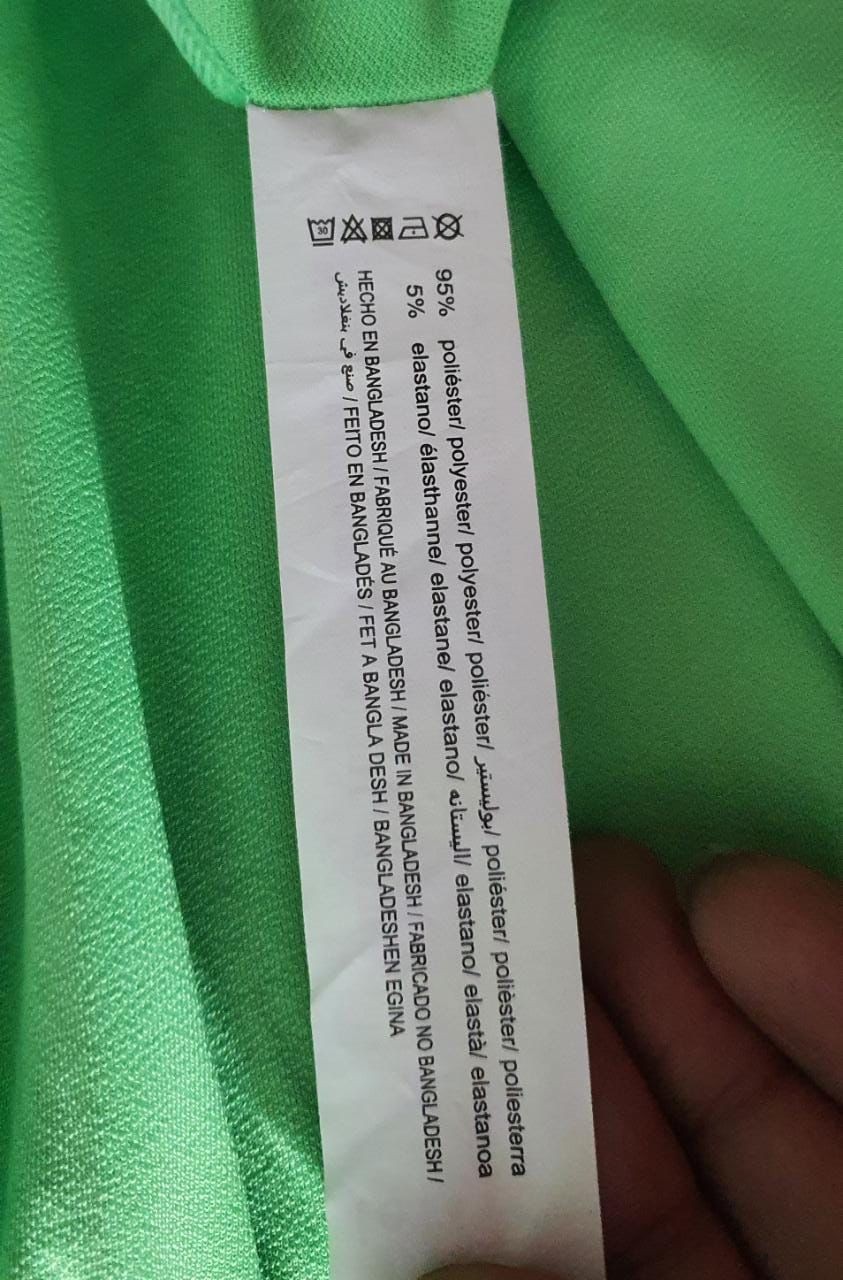 95% poliéster/ polyester/ polyester/ poliéster/ بوليستير/ poliéster/ polièster/ poliesterra
5% elastano/ élasthanne/ elastane/ elastano/ اليستانه/ elastano/ elastà/ elastanoa
HECHO EN BANGLADESH / FABRIQUÉ AU BANGLADESH / MADE IN BANGLADESH / FABRICADO NO BANGLADESH /
صنع في بنغلاديش / FEITO EN BANGLADÉS / FET A BANGLA DESH / BANGLADESHEN EGINA